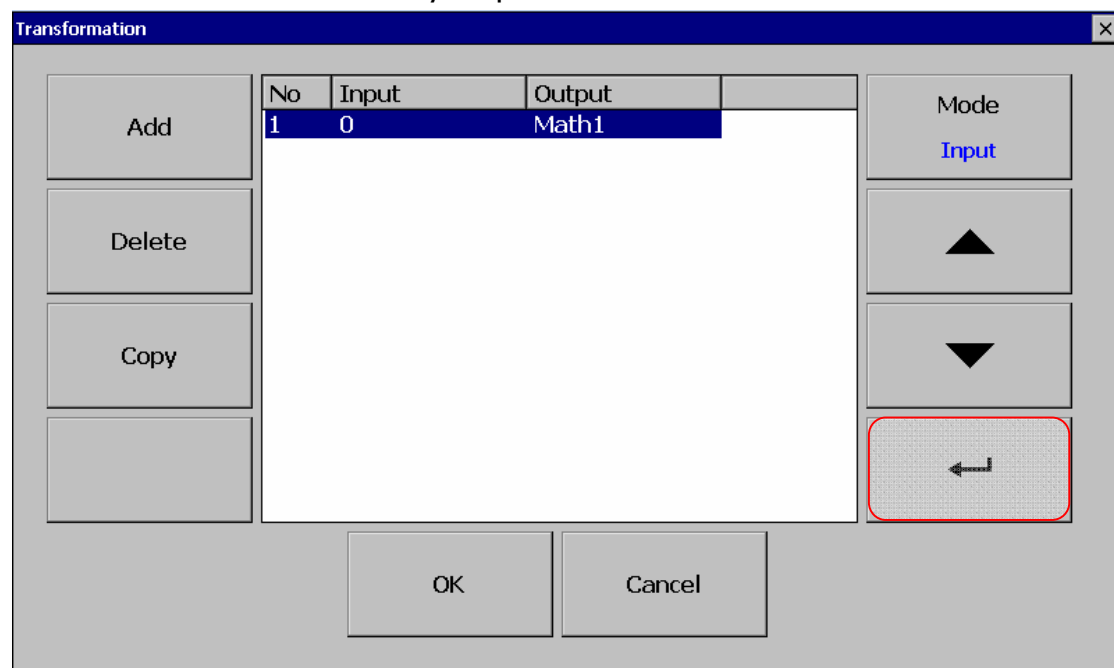 Transformation
No Input Output
1 0 Math1
Add
Delete
Copy
Mode
Input
OK
Cancel